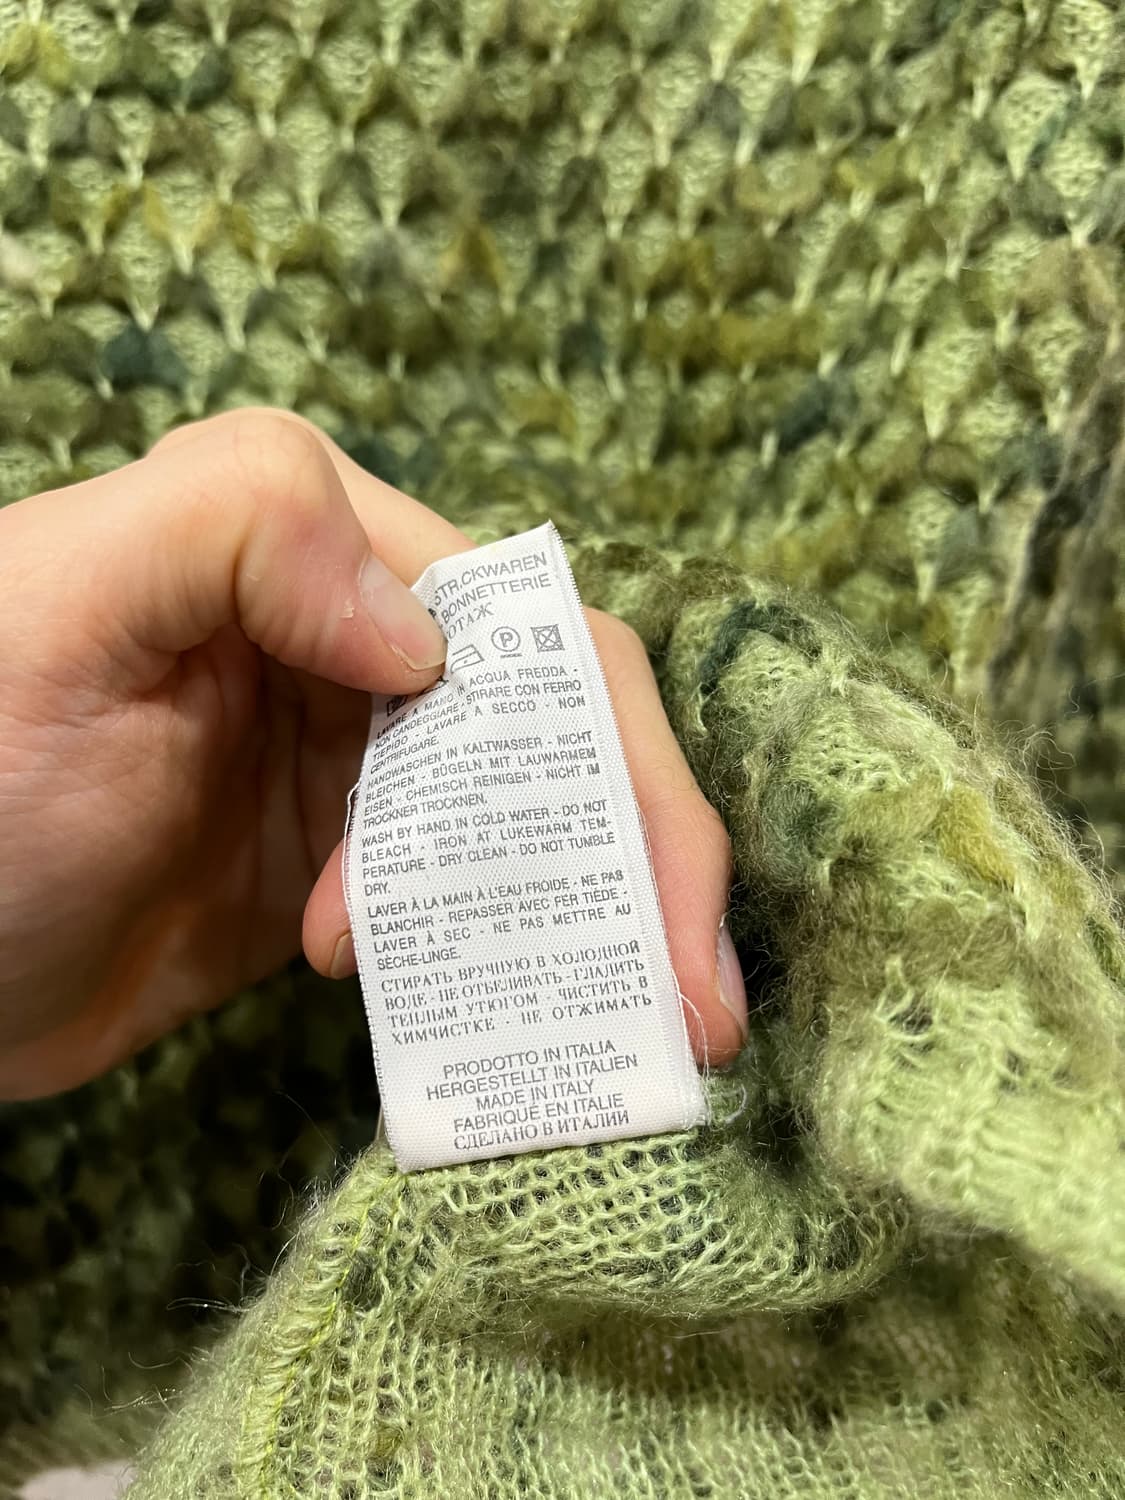 STRICKWAREN
BONNETTERIE
ОТАЖ
P
LAVARE A MANO IN ACQUA FREDDA -
NON CANDEGGIARE - STIRARE CON FERRO
TIEPIDO - LAVARE A SECCO - NON
CENTRIFUGARE.
HANDWASCHEN IN KALTWASSER - NICHT
BLEICHEN - BÜGELN MIT LAUWARMEM
EISEN - CHEMISCH REINIGEN - NICHT IM
TROCKNER TROCKNEN.
WASH BY HAND IN COLD WATER - DO NOT
BLEACH - IRON AT LUKEWARM TEM-
PERATURE - DRY CLEAN - DO NOT TUMBLE
DRY.
LAVER À LA MAIN À L'EAU FROIDE - NE PAS
BLANCHIR - REPASSER AVEC FER TIÈDE -
LAVER À SEC - NE PAS METTRE AU
SÈCHE-LINGE.
СТИРАТЬ ВРУЧНУЮ В ХОЛОДНОЙ
ВОДЕ - НЕ ОТБЕЛИВАТЬ - ГЛАДИТЬ
ТЕПЛЫМ УТЮГОМ - ЧИСТИТЬ В
ХИМЧИСТКЕ - НЕ ОТЖИМАТЬ
PRODOTTO IN ITALIA
HERGESTELLT IN ITALIEN
MADE IN ITALY
FABRIQUÉ EN ITALIE
СДЕЛАНО В ИТАЛИИ